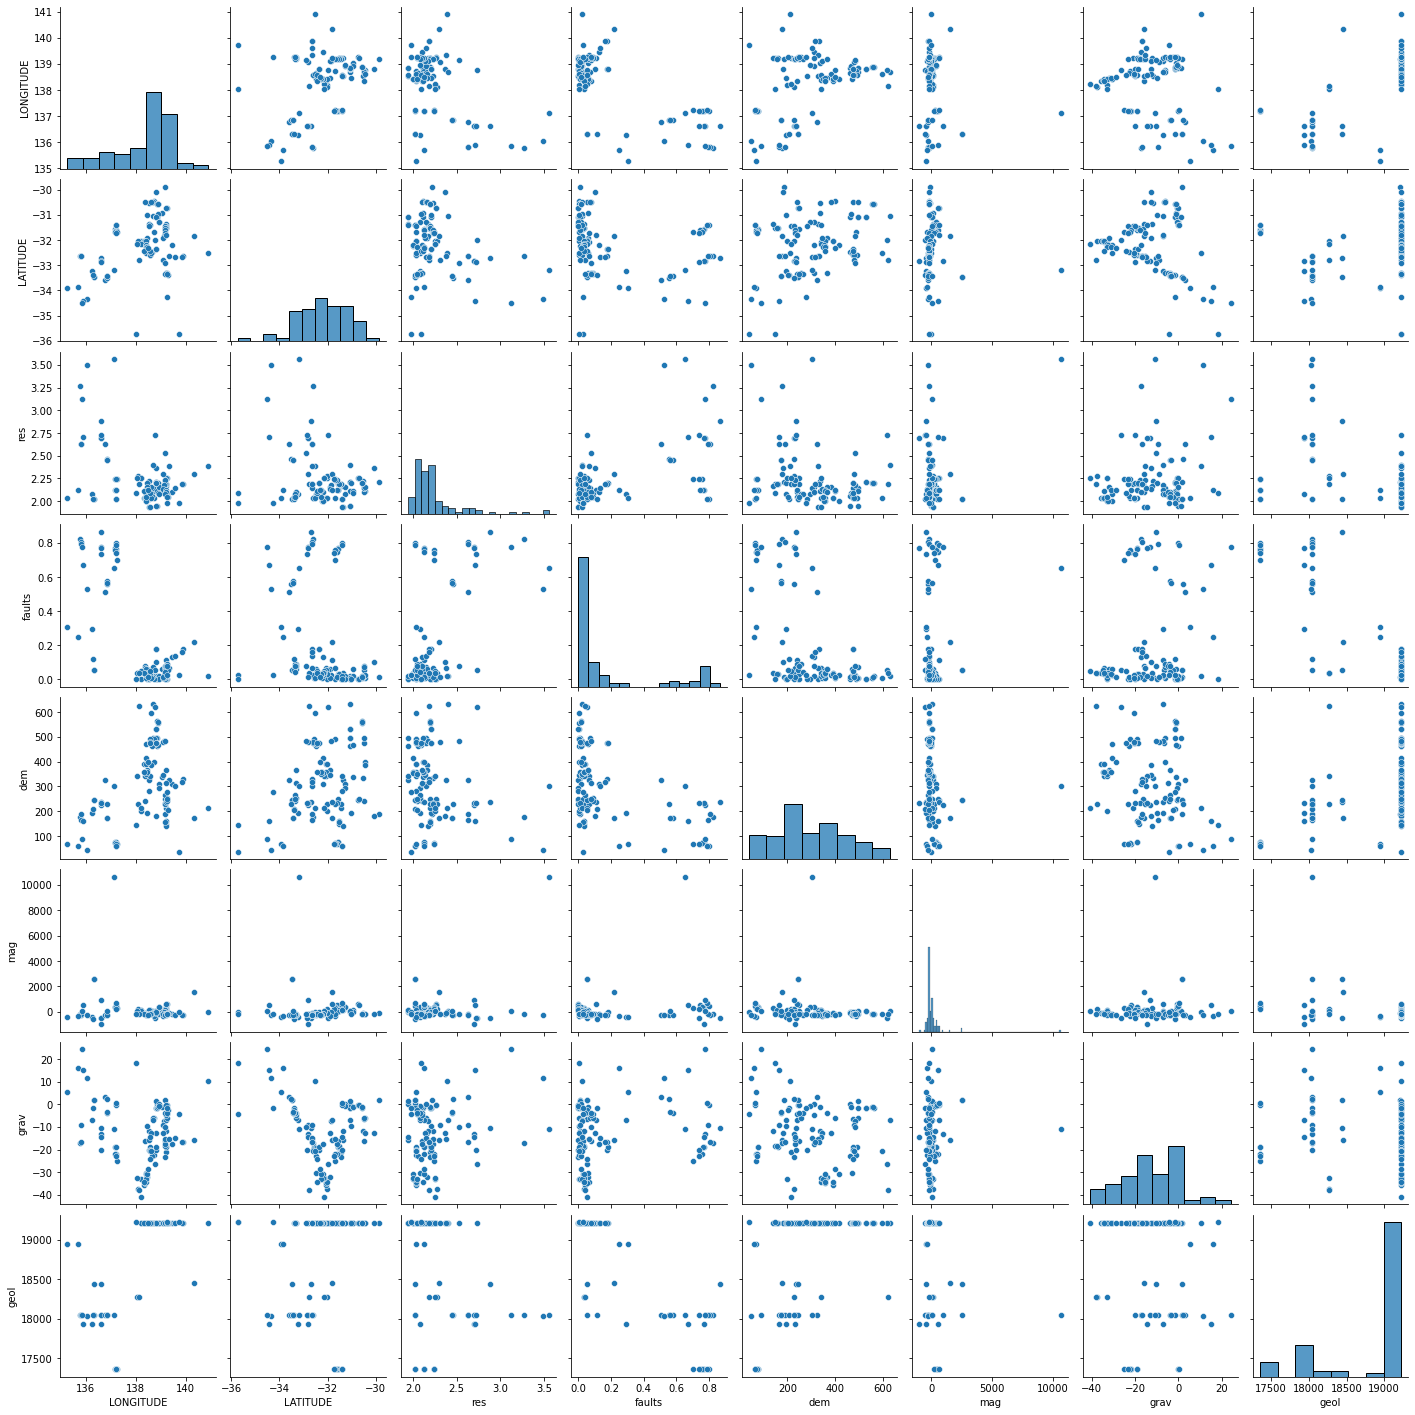 141
140
139
138
137
136
135
LONGITUDE
−30
−31
−32
−33
−34
−35
−36
LATITUDE
3.50
3.25
3.00
2.75
2.50
2.25
2.00
res
0.8
0.6
0.4
0.2
0.0
faults
600
500
400
300
200
100
dem
10000
8000
6000
4000
2000
0
mag
20
10
0
−10
−20
−30
−40
grav
19000
18500
18000
17500
geol
136 138 140
LONGITUDE
−36 −34 −32 −30
LATITUDE
2.0 2.5 3.0 3.5
res
0.0 0.2 0.4 0.6 0.8
faults
200 400 600
dem
0 5000 10000
mag
−40 −20 0 20
grav
17500 18000 18500 19000
geol